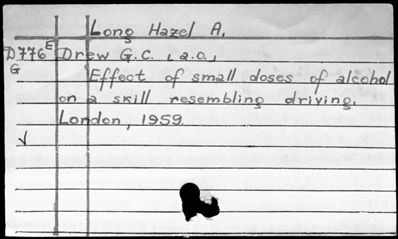 Long Hazel A.
D776E Drew G.C., a.o.,
G
Effect of small doses of alcohol
on a skill resembling driving.
London, 1959.
√